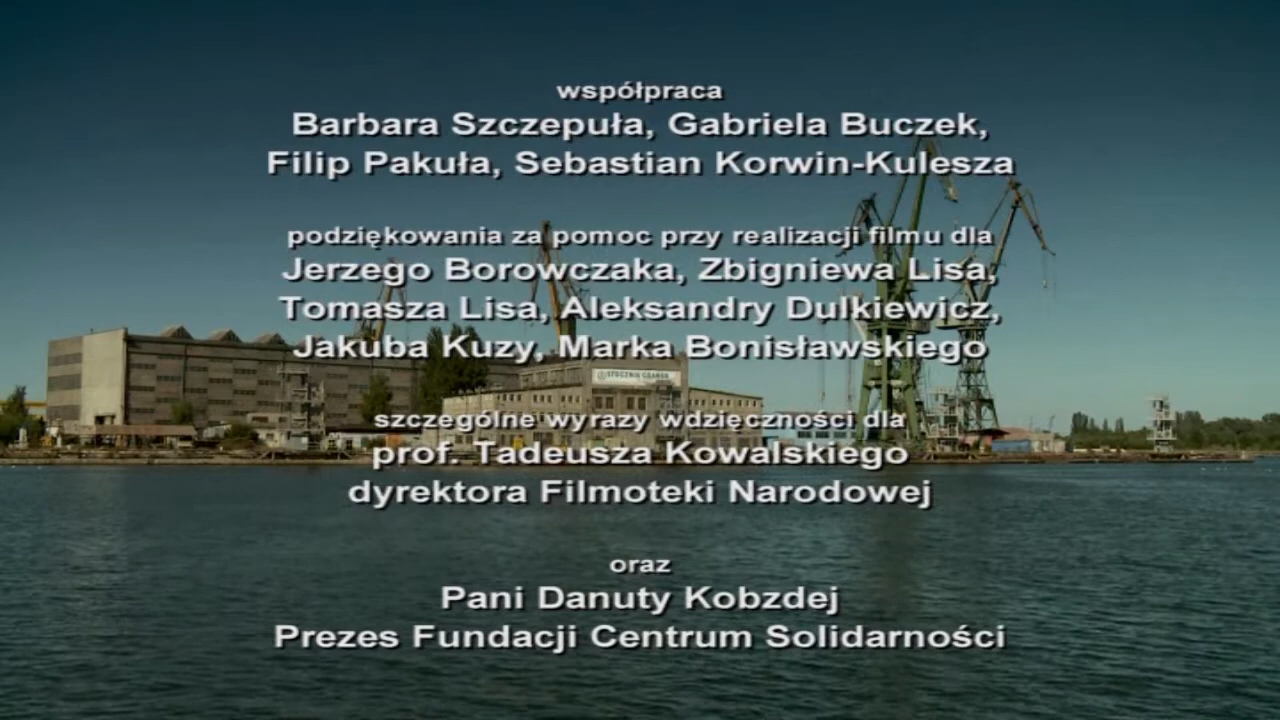 współpraca
Barbara Szczepuła, Gabriela Buczek,
Filip Pakuła, Sebastian Korwin-Kulesza
podziękowania za pomoc przy realizacji filmu dla
Jerzego Borowczaka, Zbigniewa Lisa,
Tomasza Lisa, Aleksandry Dulkiewicz,
Jakuba Kuzy, Marka Bonisławskiego
STOCZNIA GDAŃSK
szczególne wyrazy wdzięczności dla
prof. Tadeusza Kowalskiego
dyrektora Filmoteki Narodowej
oraz
Pani Danuty Kobzdej
Prezes Fundacji Centrum Solidarności